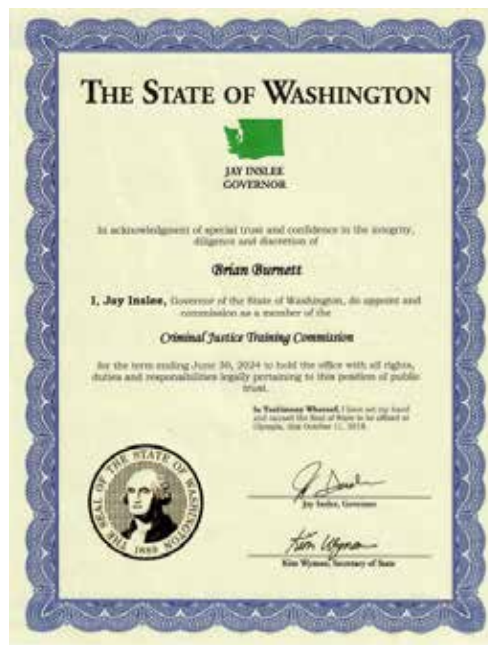 THE STATE OF WASHINGTON
JAY INSLEE
GOVERNOR
In acknowledgment of special trust and confidence in the integrity,
diligence and discretion of
Brian Burnett
I, Jay Inslee, Governor of the State of Washington, do appoint and
commission as a member of the
Criminal Justice Training Commission
for the term ending June 30, 2024 to hold the office with all rights,
duties and responsibilities legally pertaining to this position of public
trust.
In Testimony Whereof, I have set my hand
and caused the Seal of State to be affixed at
Olympia, this October 11, 2018.
THE SEAL OF THE STATE OF WASHINGTON
1889
Jay Inslee, Governor
Kim Wyman
Kim Wyman, Secretary of State